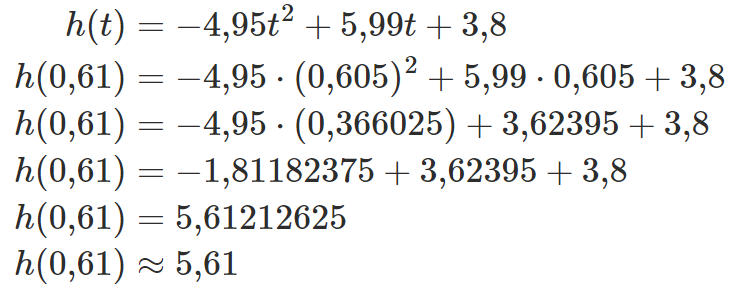 h(t) = −4,95t² + 5,99t + 3,8
h(0,61) = −4,95 · (0,605)² + 5,99 · 0,605 + 3,8
h(0,61) = −4,95 · (0,366025) + 3,62395 + 3,8
h(0,61) = −1,81182375 + 3,62395 + 3,8
h(0,61) = 5,61212625
h(0,61) ≈ 5,61